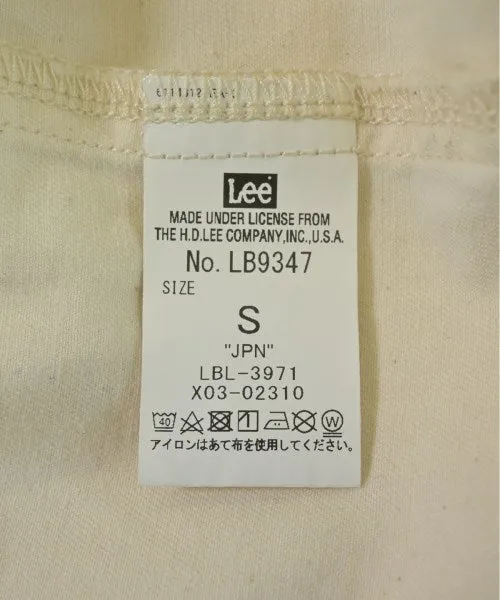 Lee
MADE UNDER LICENSE FROM
THE H.D.LEE COMPANY,INC.,U.S.A.
No. LB9347
SIZE
S
"JPN"
LBL-3971
X03-02310
40 W
アイロンはあて布を使用してください。